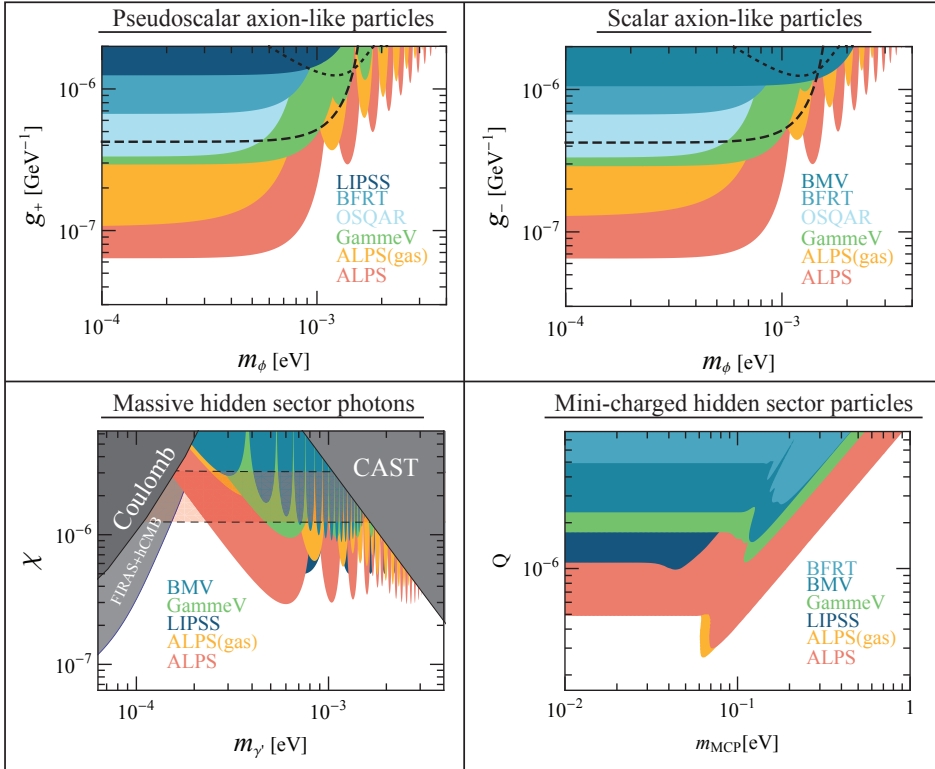 Pseudoscalar axion-like particles
10⁻⁶
10⁻⁷
g₊ [GeV⁻¹]
LIPSS
BFRT
OSQAR
GammeV
ALPS(gas)
ALPS
10⁻⁴
10⁻³
m_ϕ [eV]
Scalar axion-like particles
10⁻⁶
10⁻⁷
g₋ [GeV⁻¹]
BMV
BFRT
OSQAR
GammeV
ALPS(gas)
ALPS
10⁻⁴
10⁻³
m_ϕ [eV]
Massive hidden sector photons
Coulomb
CAST
FIRAS+hCMB
10⁻⁶
10⁻⁷
χ
BMV
GammeV
LIPSS
ALPS(gas)
ALPS
10⁻⁴
10⁻³
m_γ′ [eV]
Mini-charged hidden sector particles
10⁻⁶
Q
BFRT
BMV
GammeV
LIPSS
ALPS(gas)
ALPS
10⁻²
10⁻¹
1
m_MCP[eV]